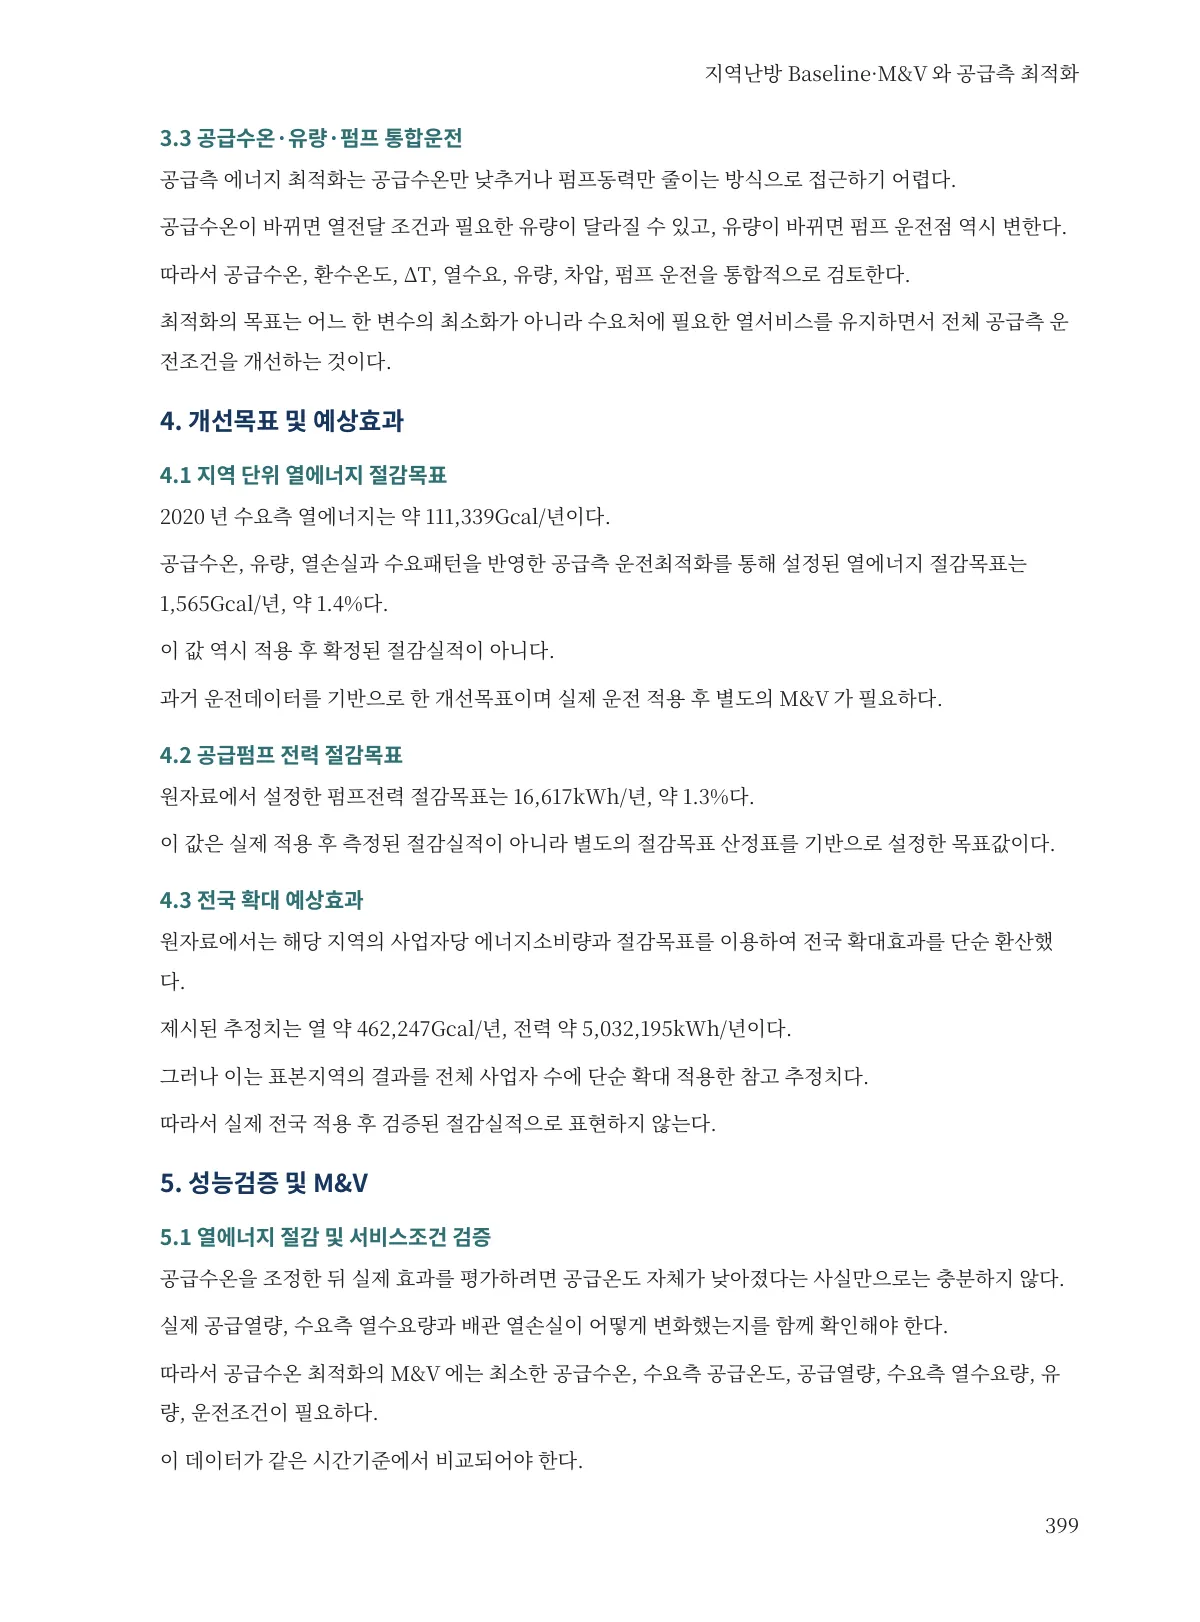 지역난방 Baseline·M&V 와 공급측 최적화
3.3 공급수온·유량·펌프 통합운전
공급측 에너지 최적화는 공급수온만 낮추거나 펌프동력만 줄이는 방식으로 접근하기 어렵다.
공급수온이 바뀌면 열전달 조건과 필요한 유량이 달라질 수 있고, 유량이 바뀌면 펌프 운전점 역시 변한다.
따라서 공급수온, 환수온도, ΔT, 열수요, 유량, 차압, 펌프 운전을 통합적으로 검토한다.
최적화의 목표는 어느 한 변수의 최소화가 아니라 수요처에 필요한 열서비스를 유지하면서 전체 공급측 운
전조건을 개선하는 것이다.
4. 개선목표 및 예상효과
4.1 지역 단위 열에너지 절감목표
2020 년 수요측 열에너지는 약 111,339Gcal/년이다.
공급수온, 유량, 열손실과 수요패턴을 반영한 공급측 운전최적화를 통해 설정된 열에너지 절감목표는
1,565Gcal/년, 약 1.4%다.
이 값 역시 적용 후 확정된 절감실적이 아니다.
과거 운전데이터를 기반으로 한 개선목표이며 실제 운전 적용 후 별도의 M&V 가 필요하다.
4.2 공급펌프 전력 절감목표
원자료에서 설정한 펌프전력 절감목표는 16,617kWh/년, 약 1.3%다.
이 값은 실제 적용 후 측정된 절감실적이 아니라 별도의 절감목표 산정표를 기반으로 설정한 목표값이다.
4.3 전국 확대 예상효과
원자료에서는 해당 지역의 사업자당 에너지소비량과 절감목표를 이용하여 전국 확대효과를 단순 환산했
다.
제시된 추정치는 열 약 462,247Gcal/년, 전력 약 5,032,195kWh/년이다.
그러나 이는 표본지역의 결과를 전체 사업자 수에 단순 확대 적용한 참고 추정치다.
따라서 실제 전국 적용 후 검증된 절감실적으로 표현하지 않는다.
5. 성능검증 및 M&V
5.1 열에너지 절감 및 서비스조건 검증
공급수온을 조정한 뒤 실제 효과를 평가하려면 공급온도 자체가 낮아졌다는 사실만으로는 충분하지 않다.
실제 공급열량, 수요측 열수요량과 배관 열손실이 어떻게 변화했는지를 함께 확인해야 한다.
따라서 공급수온 최적화의 M&V 에는 최소한 공급수온, 수요측 공급온도, 공급열량, 수요측 열수요량, 유
량, 운전조건이 필요하다.
이 데이터가 같은 시간기준에서 비교되어야 한다.
399